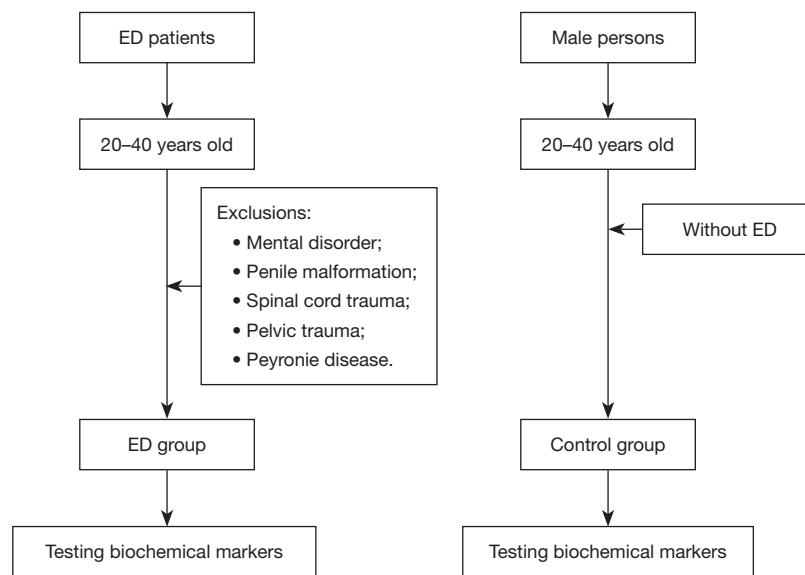 ED patients
20–40 years old
Exclusions:
• Mental disorder;
• Penile malformation;
• Spinal cord trauma;
• Pelvic trauma;
• Peyronie disease.
ED group
Testing biochemical markers
Male persons
20–40 years old
Without ED
Control group
Testing biochemical markers